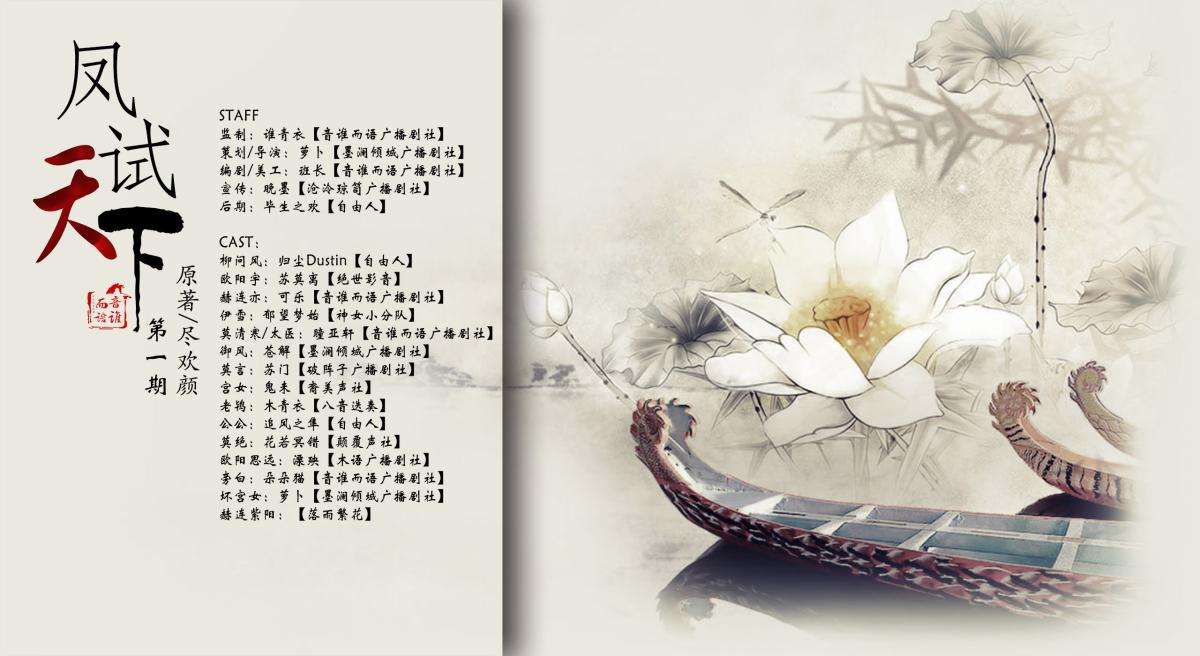 凤试天下
原著/尽欢颜
第一期
音谁而语
STAFF
监制：谁青衣【音谁而语广播剧社】
策划/导演：萝卜【墨澜倾城广播剧社】
编剧/美工：班长【音谁而语广播剧社】
宣传：晚墨【沧泠琼箭广播剧社】
后期：毕生之欢【自由人】
CAST：
柳问风：归尘Dustin【自由人】
欧阳宇：苏莫离【绝世影音】
赫连亦：可乐【音谁而语广播剧社】
伊雪：郁望梦始【神女小分队】
莫清寒/太医：瞳亚轩【音谁而语广播剧社】
御风：苍解【墨澜倾城广播剧社】
莫言：苏门【破阵子广播剧社】
宫女：鬼未【裔美声社】
老鸨：木青衣【八音迭奏】
公公：追风之隼【自由人】
莫绝：花若冥错【颠覆声社】
欧阳思远：漂殃【木语广播剧社】
旁白：朵朵猫【音谁而语广播剧社】
坏宫女：萝卜【墨澜倾城广播剧社】
赫连紫阳：【落雨繁花】